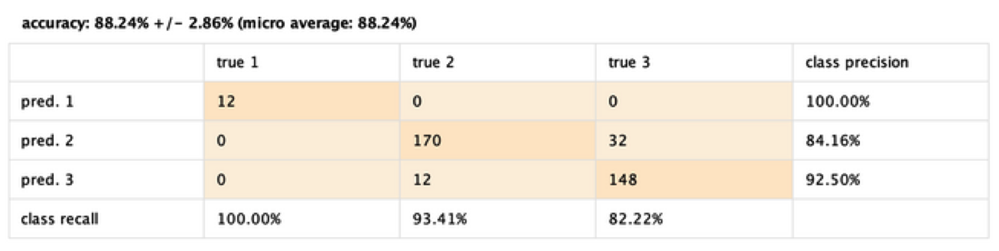 accuracy: 88.24% +/- 2.86% (micro average: 88.24%)
true 1 true 2 true 3 class precision
pred. 1 12 0 0 100.00%
pred. 2 0 170 32 84.16%
pred. 3 0 12 148 92.50%
class recall 100.00% 93.41% 82.22%